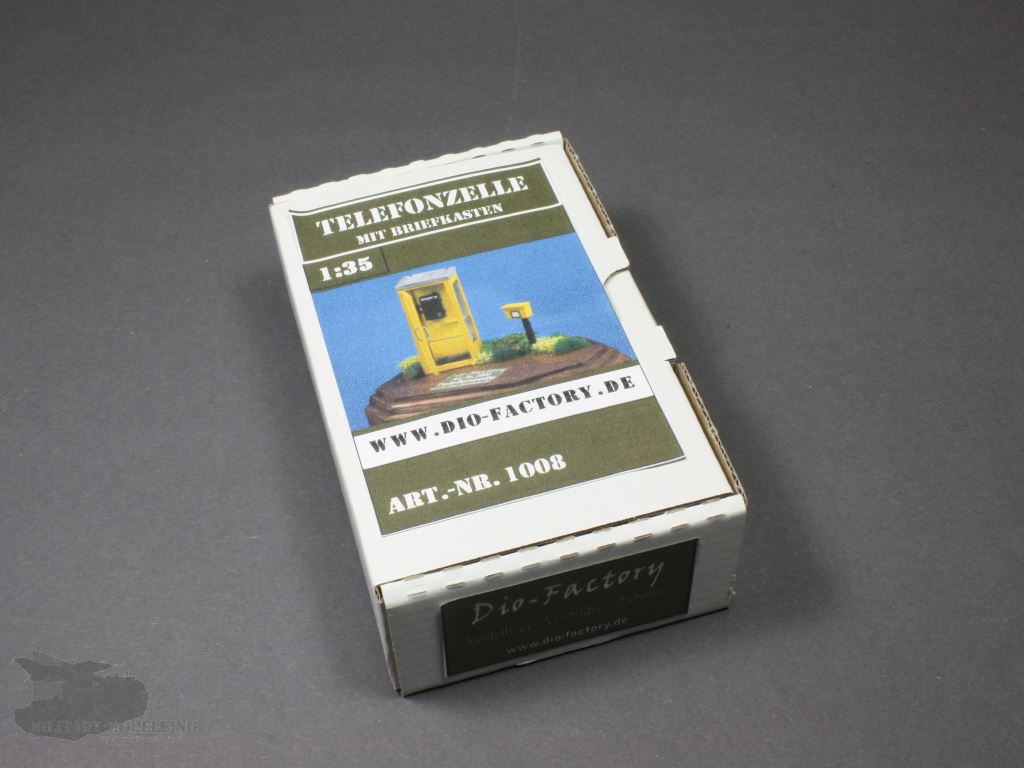 TELEFONZELLE
MIT BRIEFKASTEN
1:35
WWW.DIO-FACTORY.DE
ART.-NR. 1008
Dio-Factory
www.dio-factory.de
MILITARY-MODELLING